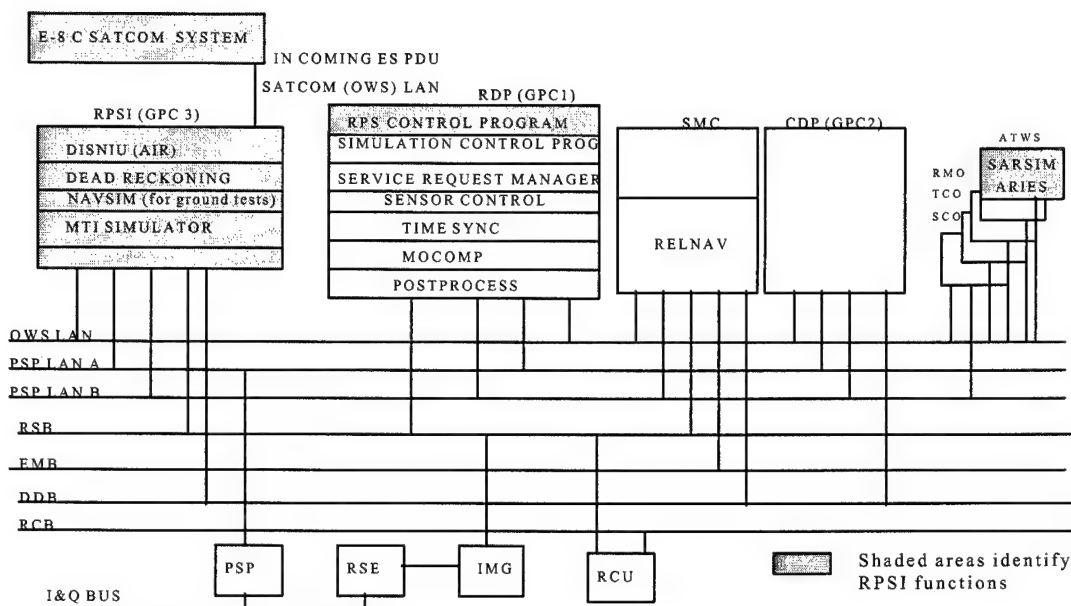 E-8 C SATCOM SYSTEM
IN COMING ES PDU
SATCOM (OWS) LAN
RPSI (GPC 3)
DISNIU (AIR)
DEAD RECKONING
NAVSIM (for ground tests)
MTI SIMULATOR
RDP (GPC1)
RPS CONTROL PROGRAM
SIMULATION CONTROL PROG
SERVICE REQUEST MANAGER
SENSOR CONTROL
TIME SYNC
MOCOMP
POSTPROCESS
SMC
RELNAV
CDP (GPC2)
ATWS
SARSIM
ARIES
RMO
TCO
SCO
OWS LAN
PSP LAN A
PSP LAN B
RSB
EMB
DDB
RCB
PSP
RSE
IMG
RCU
I&Q BUS
Shaded areas identify
RPSI functions